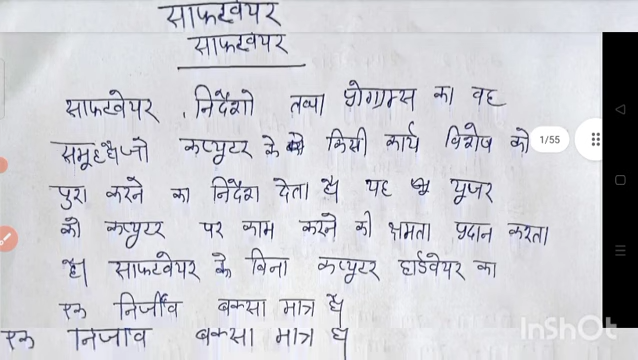 साफ्टवेयर
साफ्टवेयर
साफ्टवेयर , निर्देशो तथा प्रोग्राम्स का वह
समूह है जो कम्प्यूटर के किसी कार्य विशेष को
पुरा करने का निर्देश देता है यह यूजर
को कम्प्यूटर पर काम करने की क्षमता प्रदान करता
है। साफ्टवेयर के बिना कम्प्यूटर हार्डवेयर का
एक निर्जीव बक्सा मात्र है
एक निर्जीव बक्सा मात्र है
1/55
InShOt